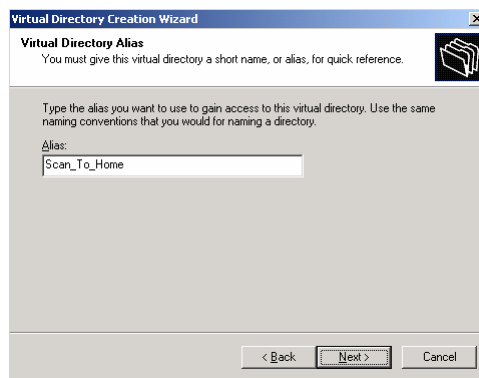 Virtual Directory Creation Wizard
Virtual Directory Alias
You must give this virtual directory a short name, or alias, for quick reference.
Type the alias you want to use to gain access to this virtual directory. Use the same
naming conventions that you would for naming a directory.
Alias:
Scan_To_Home
< Back Next > Cancel